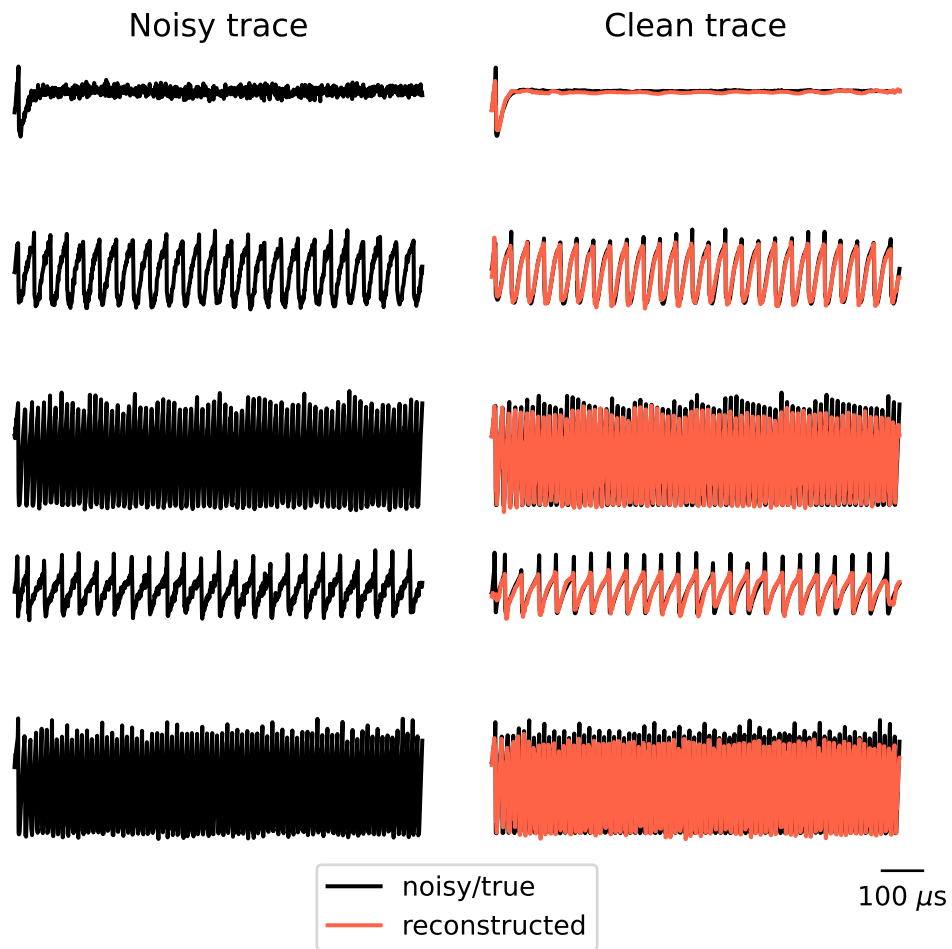 Noisy trace
Clean trace
noisy/true
reconstructed
100 μs